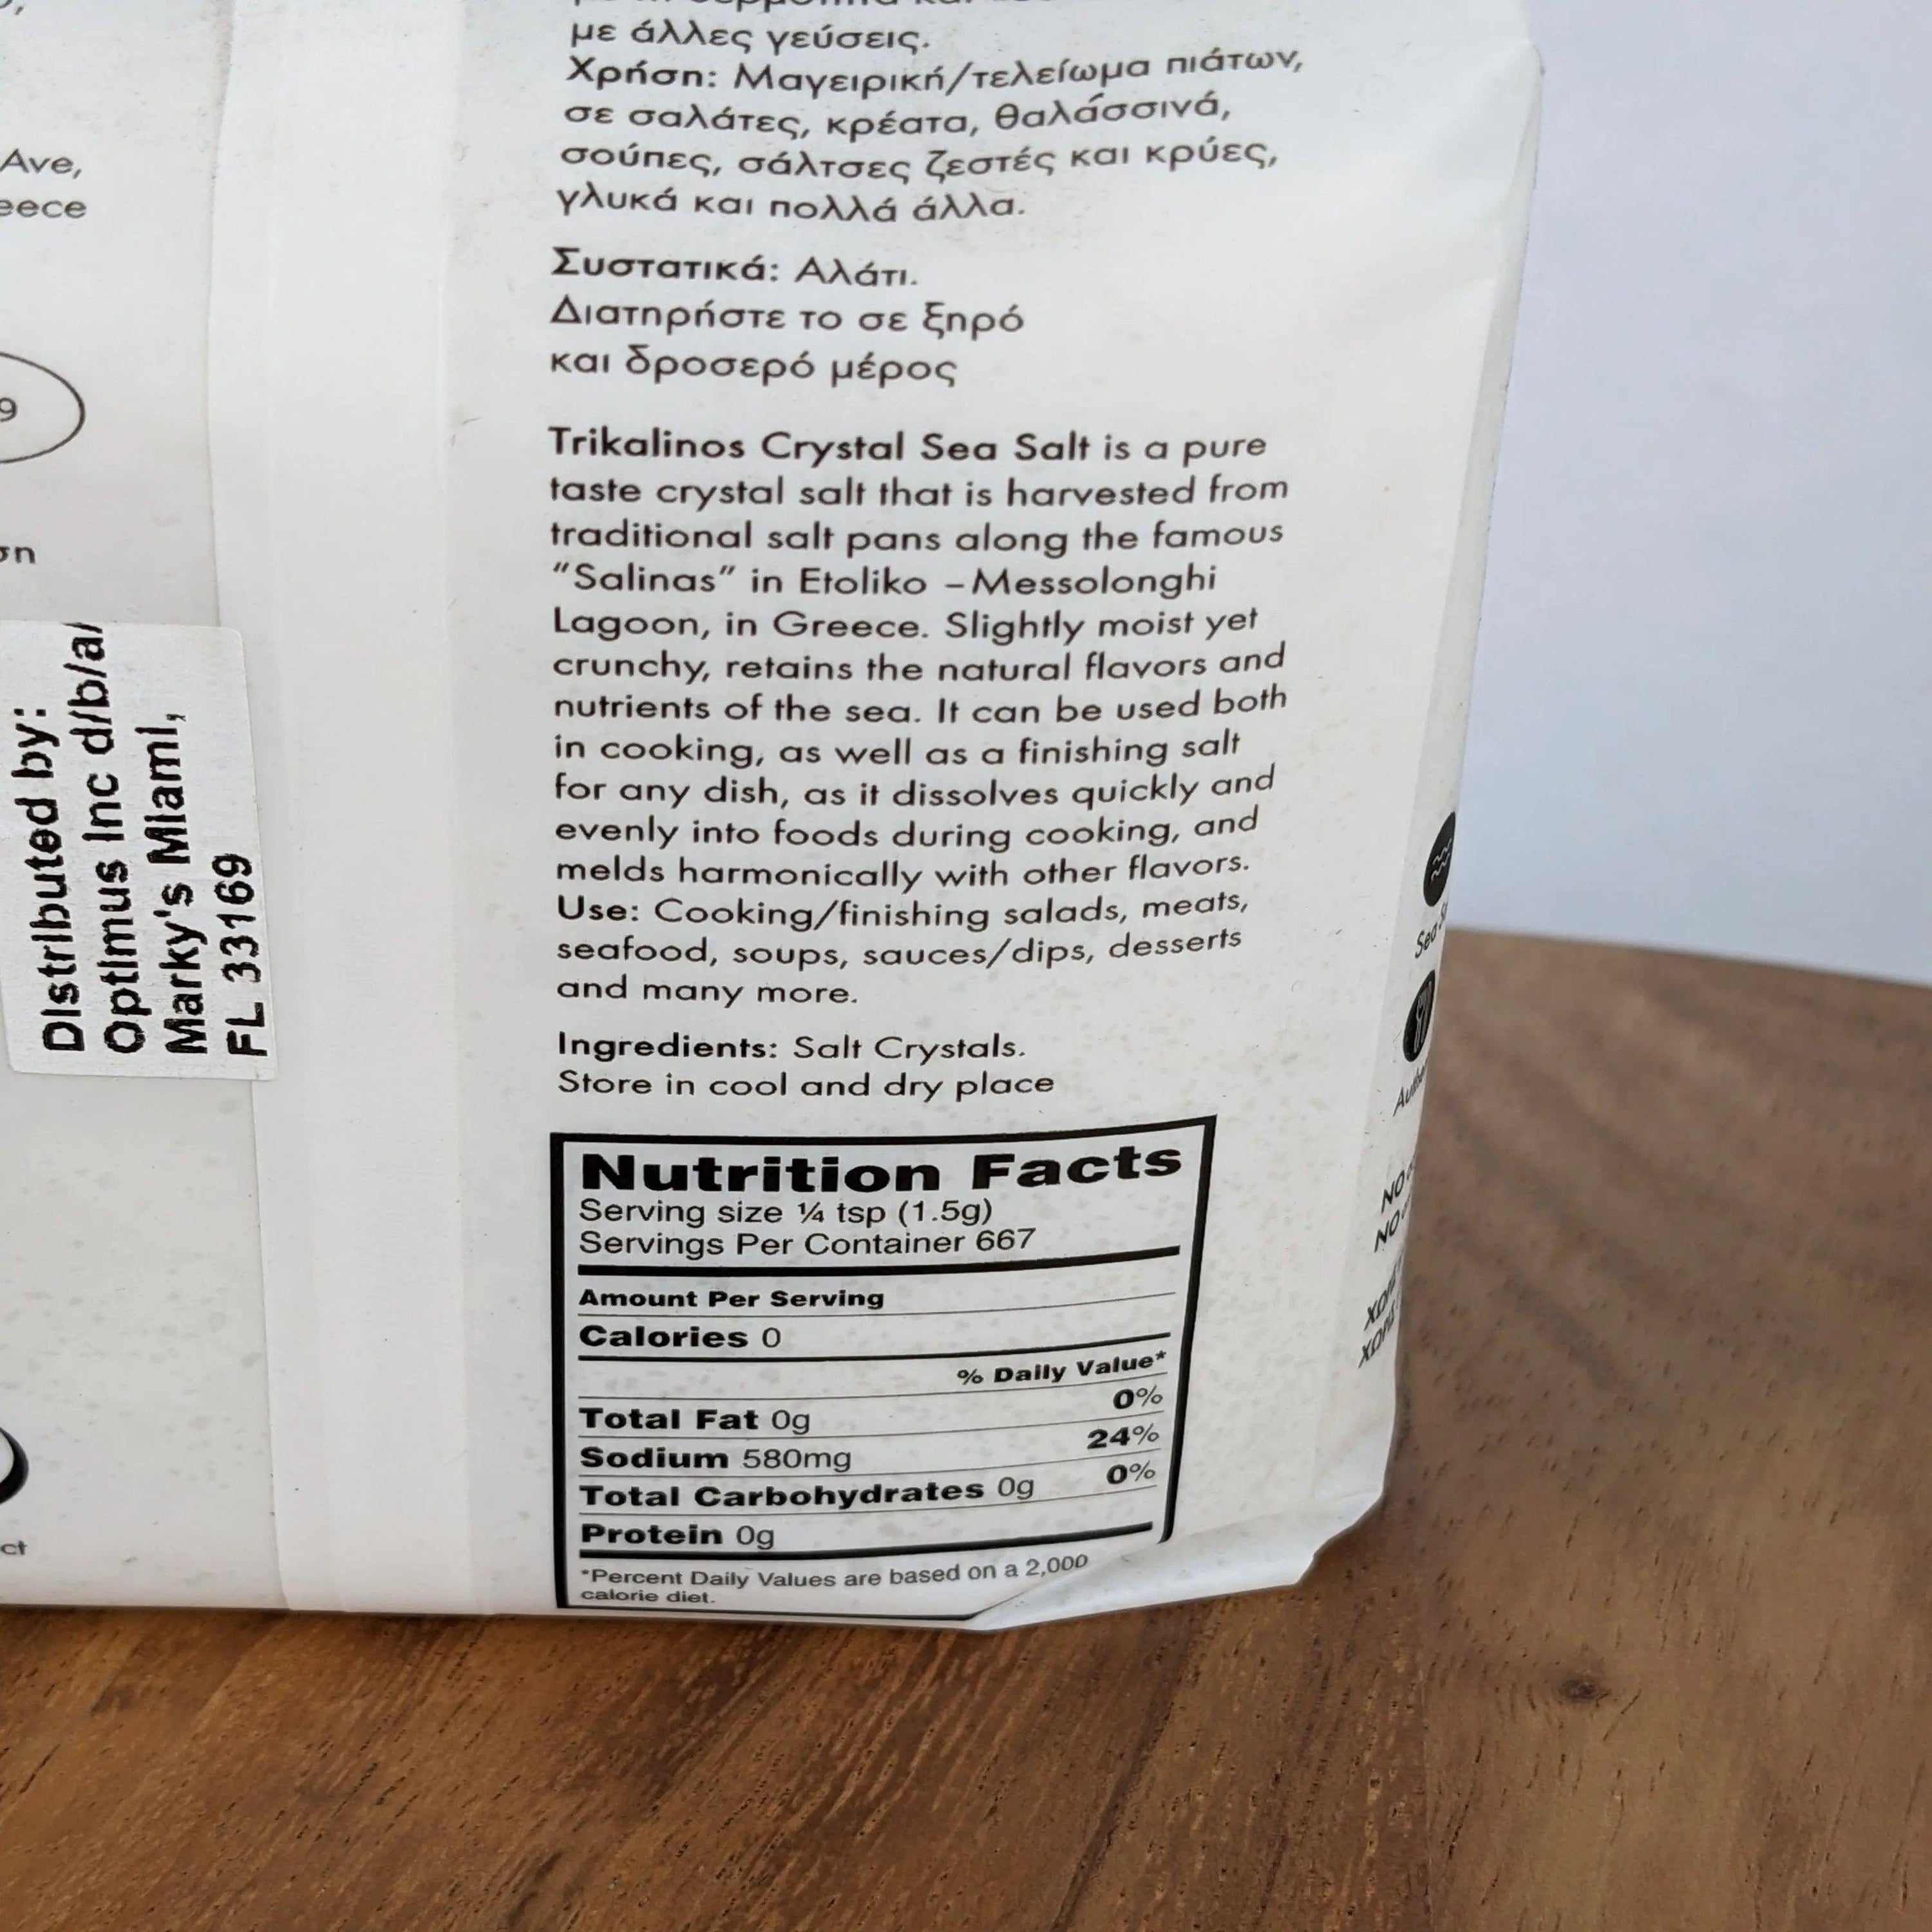 με άλλες γεύσεις.
Χρήση: Μαγειρική/τελείωμα πιάτων,
σε σαλάτες, κρέατα, θαλάσσινά,
σούπες, σάλτσες ζεστές και κρύες,
γλυκά και πολλά άλλα.
Συστατικά: Αλάτι.
Διατηρήστε το σε ξηρό
και δροσερό μέρος
Trikalinos Crystal Sea Salt is a pure
taste crystal salt that is harvested from
traditional salt pans along the famous
“Salinas” in Etoliko – Messolonghi
Lagoon, in Greece. Slightly moist yet
crunchy, retains the natural flavors and
nutrients of the sea. It can be used both
in cooking, as well as a finishing salt
for any dish, as it dissolves quickly and
evenly into foods during cooking, and
melds harmonically with other flavors.
Use: Cooking/finishing salads, meats,
seafood, soups, sauces/dips, desserts
and many more.
Ingredients: Salt Crystals.
Store in cool and dry place
Nutrition Facts
Serving size ¼ tsp (1.5g)
Servings Per Container 667
Amount Per Serving
Calories 0
% Daily Value*
Total Fat 0g 0%
Sodium 580mg 24%
Total Carbohydrates 0g 0%
Protein 0g
*Percent Daily Values are based on a 2,000
calorie diet.
Ave,
Distributed by:
Optimus Inc d/b/a/
Marky's Miami,
FL 33169
Sea
NO
NO